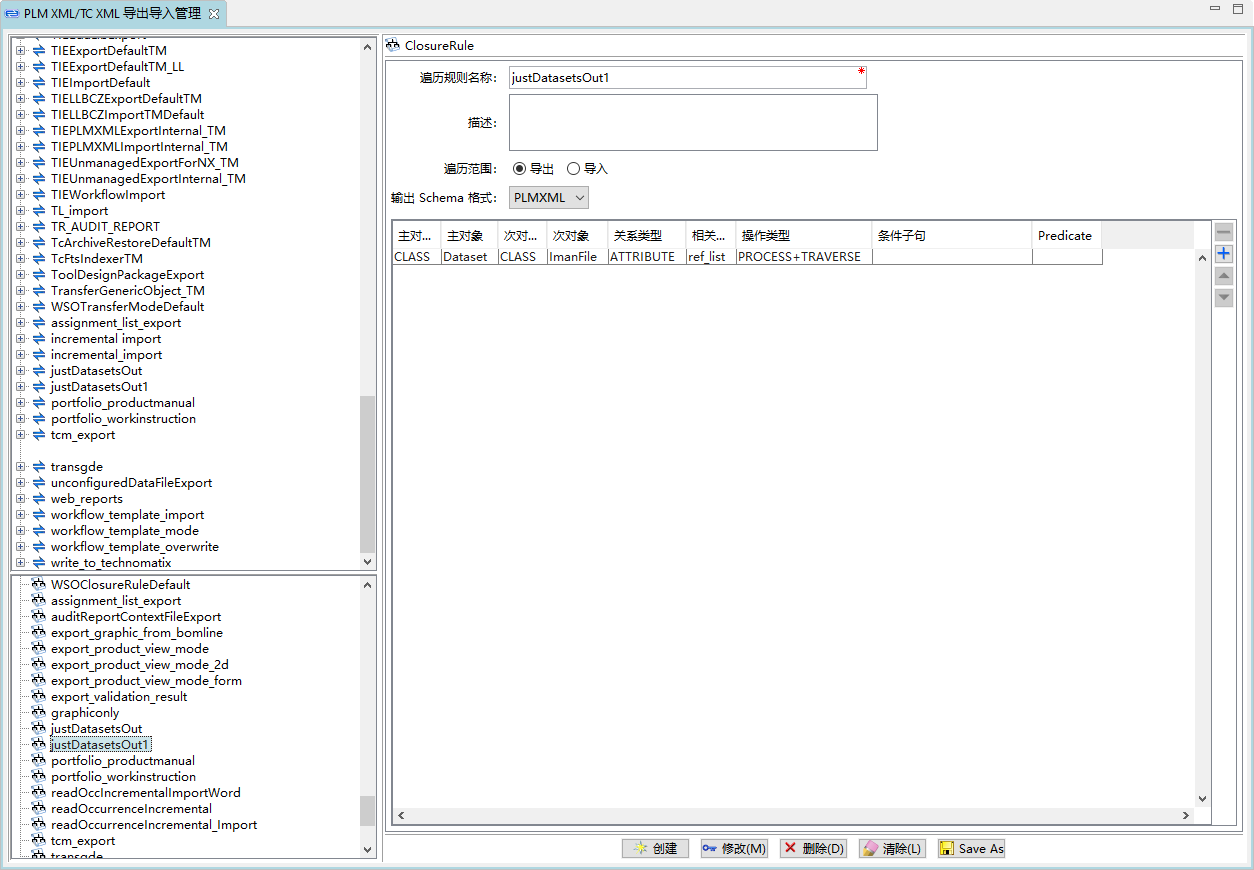 PLM XML/TC XML 导出导入管理
TIEExportDefaultTM
TIEExportDefaultTM_LL
TIEImportDefault
TIELLBCZExportDefaultTM
TIELLBCZImportTMDefault
TIEPLMXMLExportInternal_TM
TIEPLMXMLImportInternal_TM
TIEUnmanagedExportForNX_TM
TIEUnmanagedExportInternal_TM
TIEWorkflowImport
TL_import
TR_AUDIT_REPORT
TcArchiveRestoreDefaultTM
TcFtsIndexerTM
ToolDesignPackageExport
TransferGenericObject_TM
WSOTransferModeDefault
assignment_list_export
incremental import
incremental_import
justDatasetsOut
justDatasetsOut1
portfolio_productmanual
portfolio_workinstruction
tcm_export
transgde
unconfiguredDataFileExport
web_reports
workflow_template_import
workflow_template_mode
workflow_template_overwrite
write_to_technomatix
WSOClosureRuleDefault
assignment_list_export
auditReportContextFileExport
export_graphic_from_bomline
export_product_view_mode
export_product_view_mode_2d
export_product_view_mode_form
export_validation_result
graphiconly
justDatasetsOut
justDatasetsOut1
portfolio_productmanual
portfolio_workinstruction
readOccIncrementalImportWord
readOccurrenceIncremental
readOccurrenceIncremental_Import
tcm_export
transgde
ClosureRule
遍历规则名称: justDatasetsOut1 *
描述:
遍历范围: 导出 导入
输出 Schema 格式: PLMXML
主对... 主对象 次对... 次对象 关系类型 相关... 操作类型 条件子句 Predicate
CLASS Dataset CLASS ImanFile ATTRIBUTE ref_list PROCESS+TRAVERSE
创建 修改(M) 删除(D) 清除(L) Save As